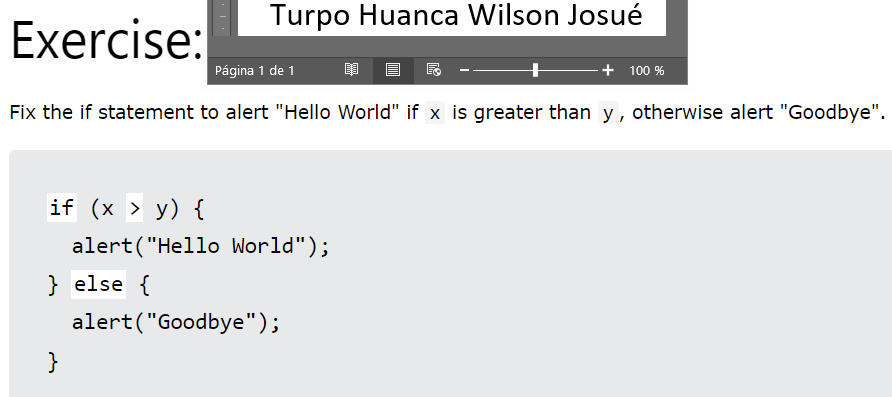 Turpo Huanca Wilson Josué
Exercise:
Página 1 de 1 100 %
Fix the if statement to alert "Hello World" if x is greater than y, otherwise alert "Goodbye".
if (x > y) {
  alert("Hello World");
} else {
  alert("Goodbye");
}